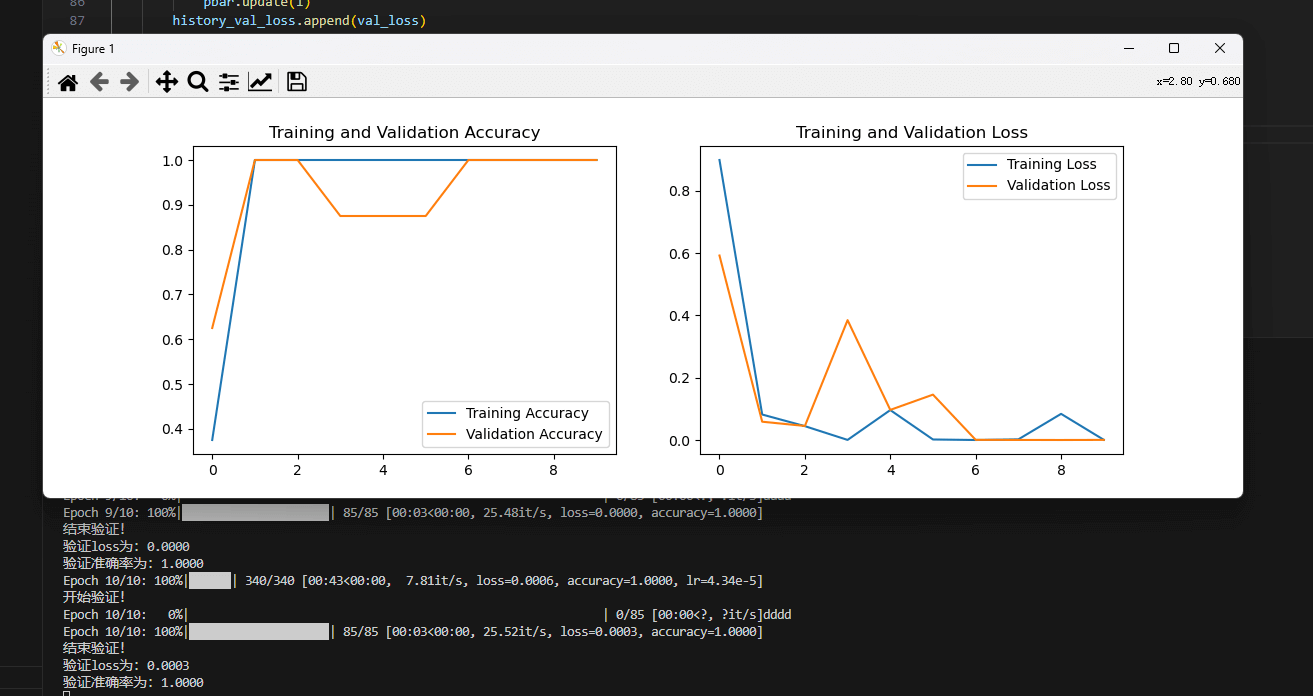 86 pbar.update(1)
87 history_val_loss.append(val_loss)
Figure 1
x=2.80 y=0.680
Training and Validation Accuracy
1.0
0.9
0.8
0.7
0.6
0.5
0.4
0 2 4 6 8
Training Accuracy
Validation Accuracy
Training and Validation Loss
0.8
0.6
0.4
0.2
0.0
0 2 4 6 8
Training Loss
Validation Loss
Epoch 9/10: 0%| | 0/85 [00:00<?, ?it/s]dddd
Epoch 9/10: 100%| | 85/85 [00:03<00:00, 25.48it/s, loss=0.0000, accuracy=1.0000]
结束验证!
验证loss为: 0.0000
验证准确率为: 1.0000
Epoch 10/10: 100%| | 340/340 [00:43<00:00, 7.81it/s, loss=0.0006, accuracy=1.0000, lr=4.34e-5]
开始验证!
Epoch 10/10: 0%| | 0/85 [00:00<?, ?it/s]dddd
Epoch 10/10: 100%| | 85/85 [00:03<00:00, 25.52it/s, loss=0.0003, accuracy=1.0000]
结束验证!
验证loss为: 0.0003
验证准确率为: 1.0000